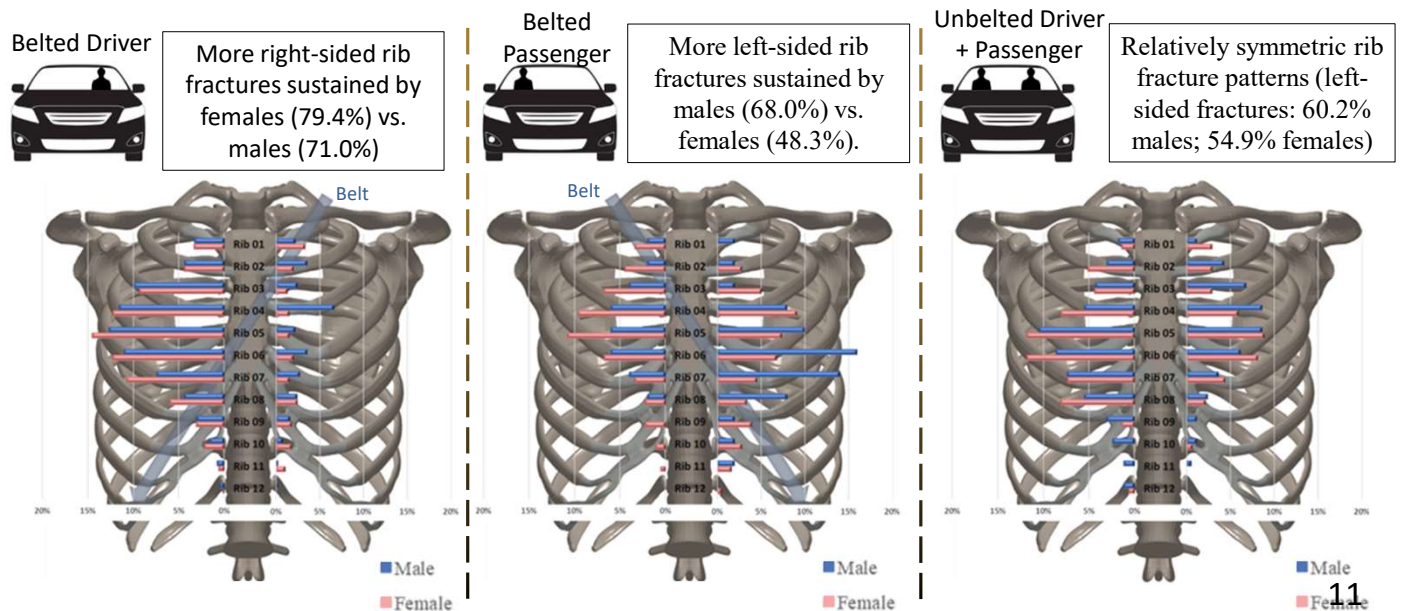 Belted Driver
More right-sided rib
fractures sustained by
females (79.4%) vs.
males (71.0%)
Belt
Rib 01
Rib 02
Rib 03
Rib 04
Rib 05
Rib 06
Rib 07
Rib 08
Rib 09
Rib 10
Rib 11
Rib 12
20% 15% 10% 5% 0% 0% 5% 10% 15% 20%
Male
Female
Belted
Passenger
More left-sided rib
fractures sustained by
males (68.0%) vs.
females (48.3%).
Belt
Rib 01
Rib 02
Rib 03
Rib 04
Rib 05
Rib 06
Rib 07
Rib 08
Rib 09
Rib 10
Rib 11
Rib 12
20% 15% 10% 5% 0% 0% 5% 10% 15% 20%
Male
Female
Unbelted Driver
+ Passenger
Relatively symmetric rib
fracture patterns (left-
sided fractures: 60.2%
males; 54.9% females)
Rib 01
Rib 02
Rib 03
Rib 04
Rib 05
Rib 06
Rib 07
Rib 08
Rib 09
Rib 10
Rib 11
Rib 12
20% 15% 10% 5% 0% 0% 5% 10% 15% 20%
Male
Female
11